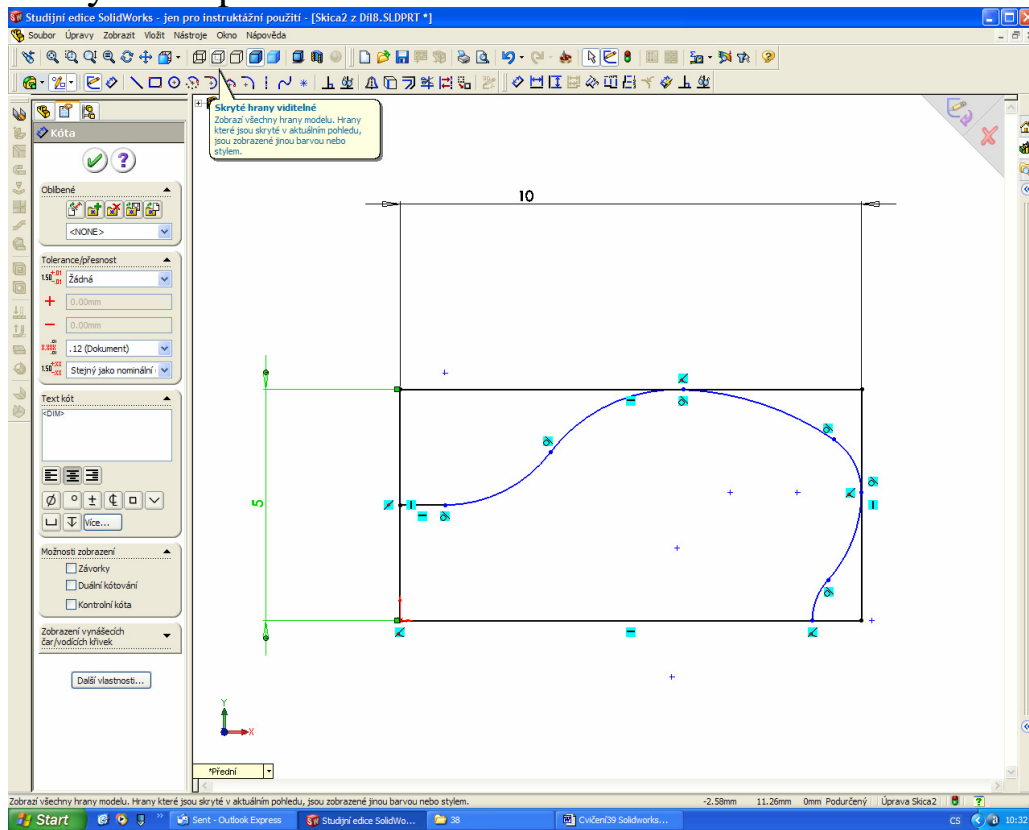 Studijní edice SolidWorks - jen pro instruktážní použití - [Skica2 z Díl8.SLDPRT *]
Soubor Úpravy Zobrazit Vložit Nástroje Okno Nápověda
Skryté hrany viditelné
Zobrazí všechny hrany modelu. Hrany
které jsou skryté v aktuálním pohledu,
jsou zobrazené jinou barvou nebo
stylem.
Kóta
Oblíbené
<NONE>
Tolerance/přesnost
Žádná
0.00mm
0.00mm
.12 (Dokument)
Stejný jako nominální
Text kót
<DIM>
Více...
Možnosti zobrazení
Závorky
Duální kótování
Kontrolní kóta
Zobrazení vynášecích
čar/vodících křivek
Další vlastnosti...
10
5
Y
X
*Přední
Zobrazí všechny hrany modelu. Hrany které jsou skryté v aktuálním pohledu, jsou zobrazené jinou barvou nebo stylem.
-2.58mm 11.26mm 0mm Podurčený Úprava Skica2
Start
Sent - Outlook Express
Studijní edice SolidWo...
38
Cvičení39 Solidworks...
CS
10:32